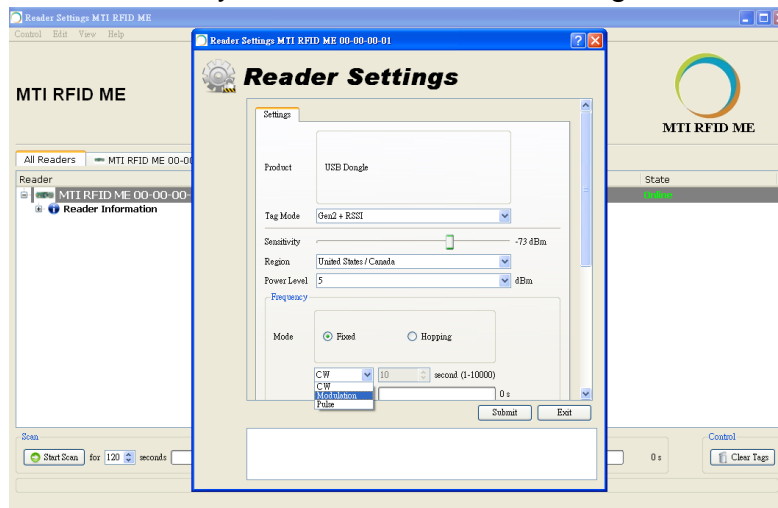 Reader Settings MTI RFID ME
Control Edit View Help
MTI RFID ME
MTI RFID ME
All Readers MTI RFID ME 00-00
Reader State
MTI RFID ME 00-00-00- Online
Reader Information
Reader Settings MTI RFID ME 00-00-00-01
Reader Settings
Settings
Product USB Dongle
Tag Mode Gen2 + RSSI
Sensitivity -73 dBm
Region United States / Canada
Power Level 5 dBm
Frequency
Mode Fixed Hopping
CW 10 second (1-10000)
CW
Modulation 0 s
Pulse
Submit Exit
Scan Control
Start Scan for 120 seconds 0 s Clear Tags